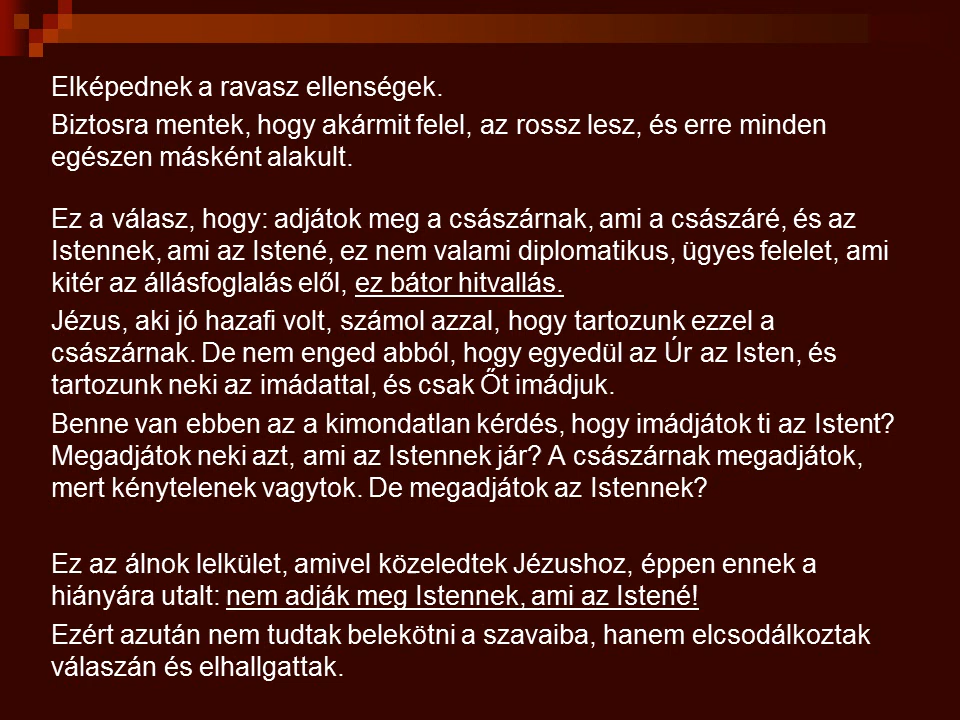 Elképednek a ravasz ellenségek.
Biztosra mentek, hogy akármit felel, az rossz lesz, és erre minden
egészen másként alakult.
Ez a válasz, hogy: adjátok meg a császárnak, ami a császáré, és az
Istennek, ami az Istené, ez nem valami diplomatikus, ügyes felelet, ami
kitér az állásfoglalás elől, ez bátor hitvallás.
Jézus, aki jó hazafi volt, számol azzal, hogy tartozunk ezzel a
császárnak. De nem enged abból, hogy egyedül az Úr az Isten, és
tartozunk neki az imádattal, és csak Őt imádjuk.
Benne van ebben az a kimondatlan kérdés, hogy imádjátok ti az Istent?
Megadjátok neki azt, ami az Istennek jár? A császárnak megadjátok,
mert kénytelenek vagytok. De megadjátok az Istennek?
Ez az álnok lelkület, amivel közeledtek Jézushoz, éppen ennek a
hiányára utalt: nem adják meg Istennek, ami az Istené!
Ezért azután nem tudtak belekötni a szavaiba, hanem elcsodálkoztak
válaszán és elhallgattak.